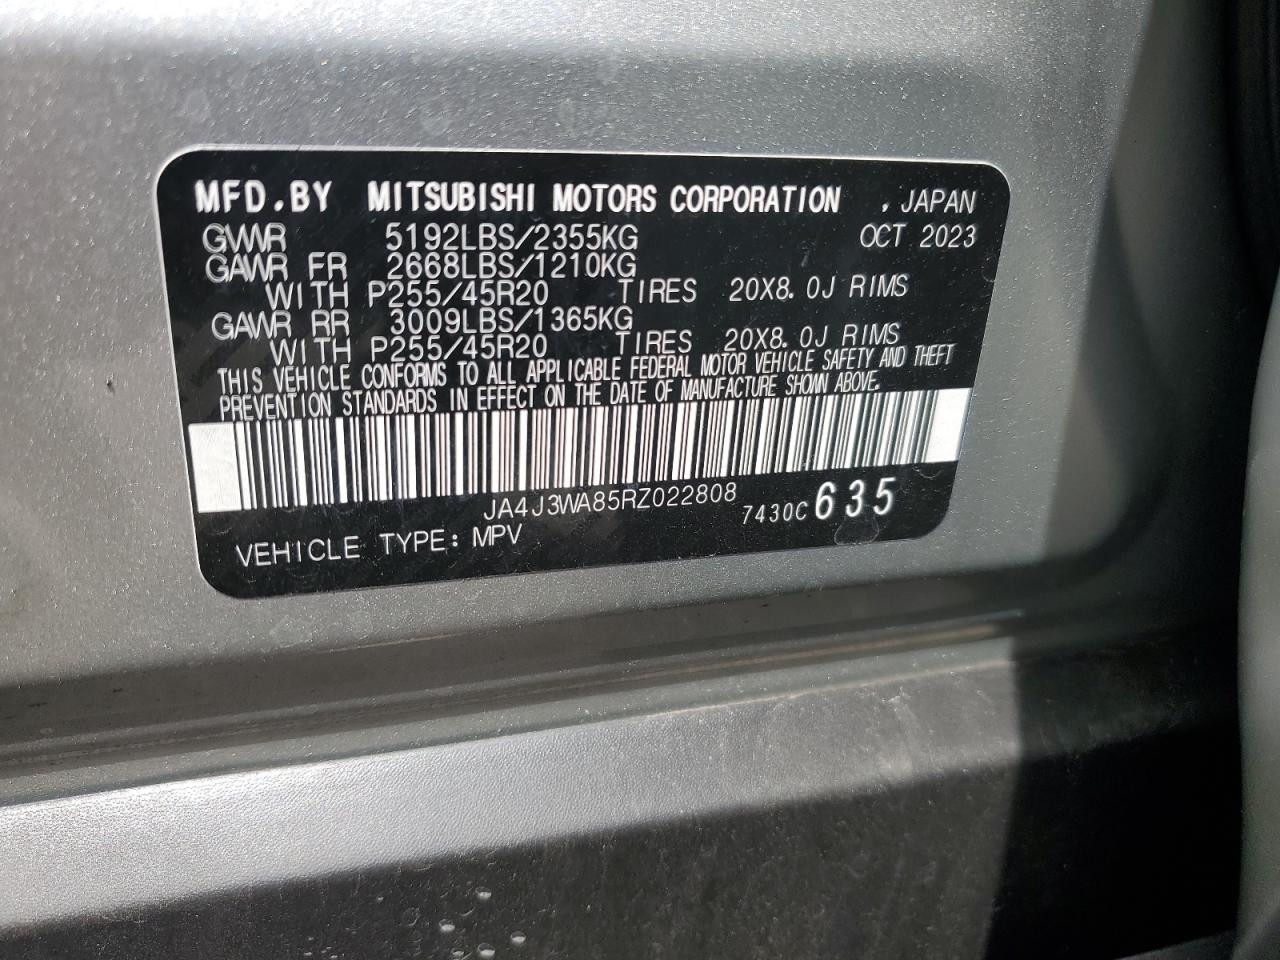 MFD.BY MITSUBISHI MOTORS CORPORATION , JAPAN
GVWR 5192LBS/2355KG OCT 2023
GAWR FR 2668LBS/1210KG
WITH P255/45R20 TIRES 20X8.0J RIMS
GAWR RR 3009LBS/1365KG
WITH P255/45R20 TIRES 20X8.0J RIMS
THIS VEHICLE CONFORMS TO ALL APPLICABLE FEDERAL MOTOR VEHICLE SAFETY AND THEFT
PREVENTION STANDARDS IN EFFECT ON THE DATE OF MANUFACTURE SHOWN ABOVE.
JA4J3WA85RZ022808 7430C 635
VEHICLE TYPE: MPV